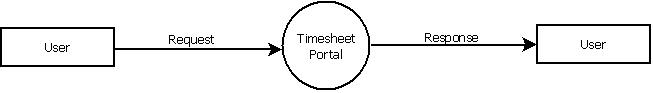 User
Request
Timesheet
Portal
Response
User